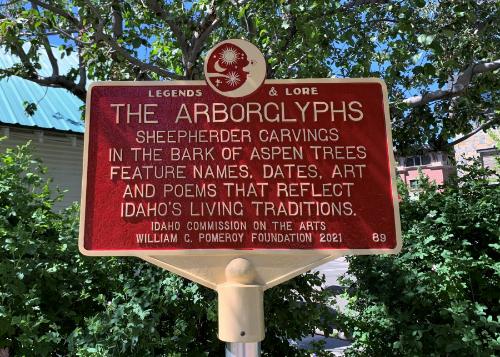 LEGENDS & LORE
THE ARBORGLYPHS
SHEEPHERDER CARVINGS
IN THE BARK OF ASPEN TREES
FEATURE NAMES, DATES, ART
AND POEMS THAT REFLECT
IDAHO'S LIVING TRADITIONS.
IDAHO COMMISSION ON THE ARTS
WILLIAM C. POMEROY FOUNDATION 2021 89